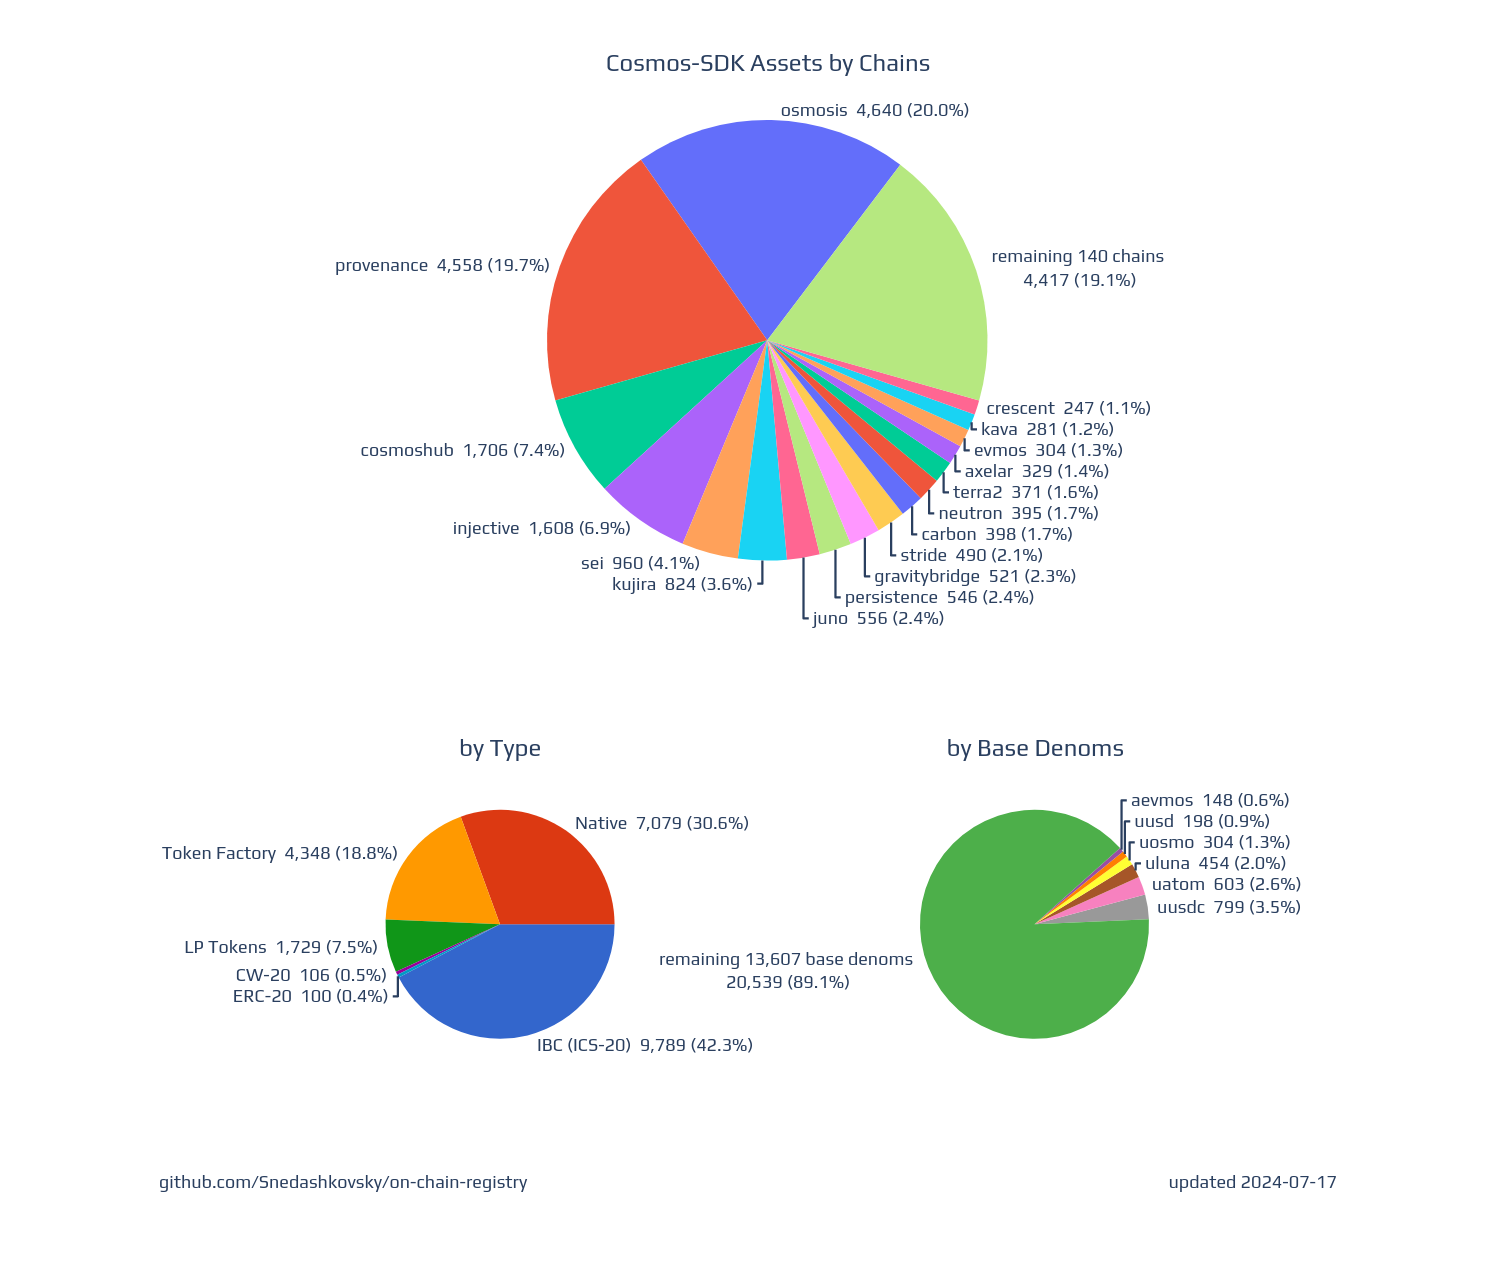 Cosmos-SDK Assets by Chains
osmosis 4,640 (20.0%)
remaining 140 chains
4,417 (19.1%)
provenance 4,558 (19.7%)
crescent 247 (1.1%)
kava 281 (1.2%)
cosmoshub 1,706 (7.4%)
evmos 304 (1.3%)
axelar 329 (1.4%)
terra2 371 (1.6%)
neutron 395 (1.7%)
injective 1,608 (6.9%)
carbon 398 (1.7%)
stride 490 (2.1%)
sei 960 (4.1%)
gravitybridge 521 (2.3%)
kujira 824 (3.6%)
persistence 546 (2.4%)
juno 556 (2.4%)
by Type
Native 7,079 (30.6%)
Token Factory 4,348 (18.8%)
LP Tokens 1,729 (7.5%)
CW-20 106 (0.5%)
ERC-20 100 (0.4%)
IBC (ICS-20) 9,789 (42.3%)
by Base Denoms
aevmos 148 (0.6%)
uusd 198 (0.9%)
uosmo 304 (1.3%)
uluna 454 (2.0%)
uatom 603 (2.6%)
uusdc 799 (3.5%)
remaining 13,607 base denoms
20,539 (89.1%)
github.com/Snedashkovsky/on-chain-registry
updated 2024-07-17